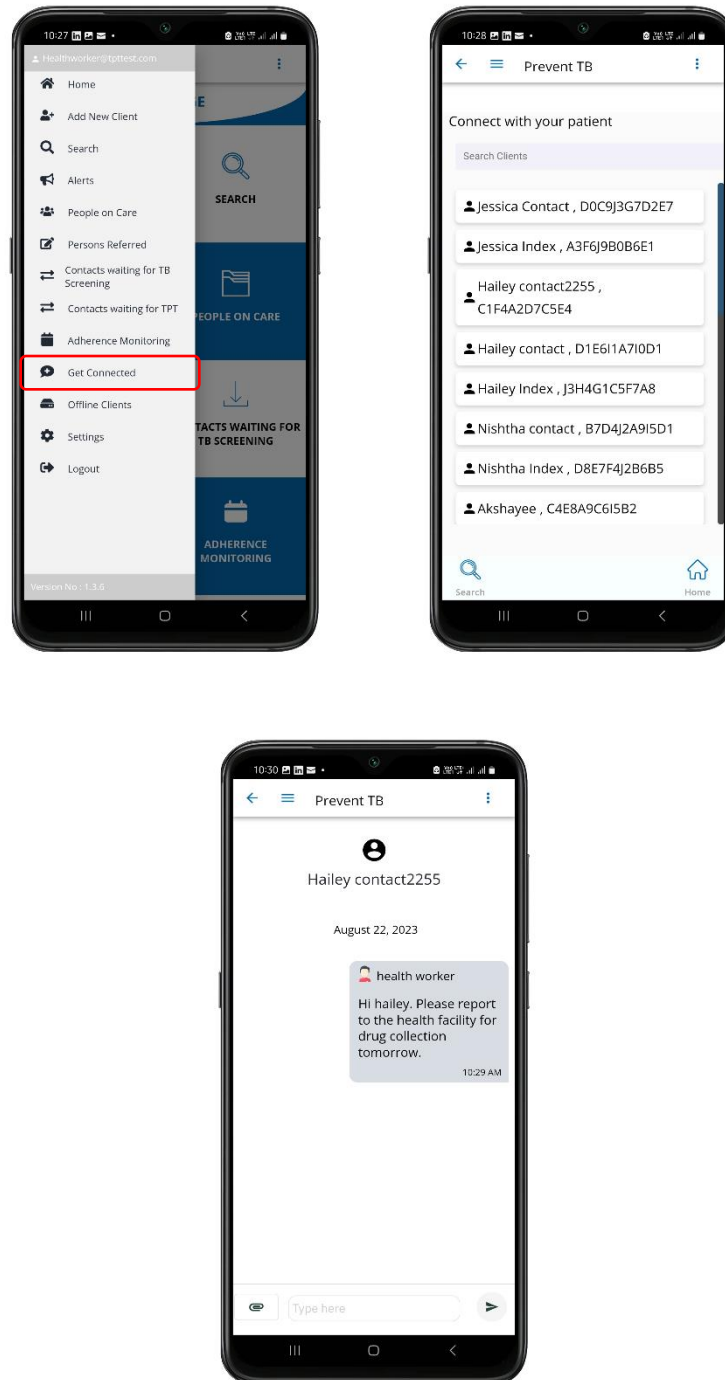 10:27
Healthworker@tpttest.com
Home
Add New Client
Search
Alerts
People on Care
Persons Referred
Contacts waiting for TB
Screening
Contacts waiting for TPT
Adherence Monitoring
Get Connected
Offline Clients
Settings
Logout
Version No : 1.3.6
GE
SEARCH
PEOPLE ON CARE
TACTS WAITING FOR
TB SCREENING
ADHERENCE
MONITORING
10:28
Prevent TB
Connect with your patient
Search Clients
Jessica Contact , D0C9J3G7D2E7
Jessica Index , A3F6J9B0B6E1
Hailey contact2255 ,
C1F4A2D7C5E4
Hailey contact , D1E6I1A7I0D1
Hailey Index , J3H4G1C5F7A8
Nishtha contact , B7D4J2A9I5D1
Nishtha Index , D8E7F4J2B6B5
Akshayee , C4E8A9C6I5B2
Search
Home
10:30
Prevent TB
Hailey contact2255
August 22, 2023
health worker
Hi hailey. Please report
to the health facility for
drug collection
tomorrow.
10:29 AM
Type here